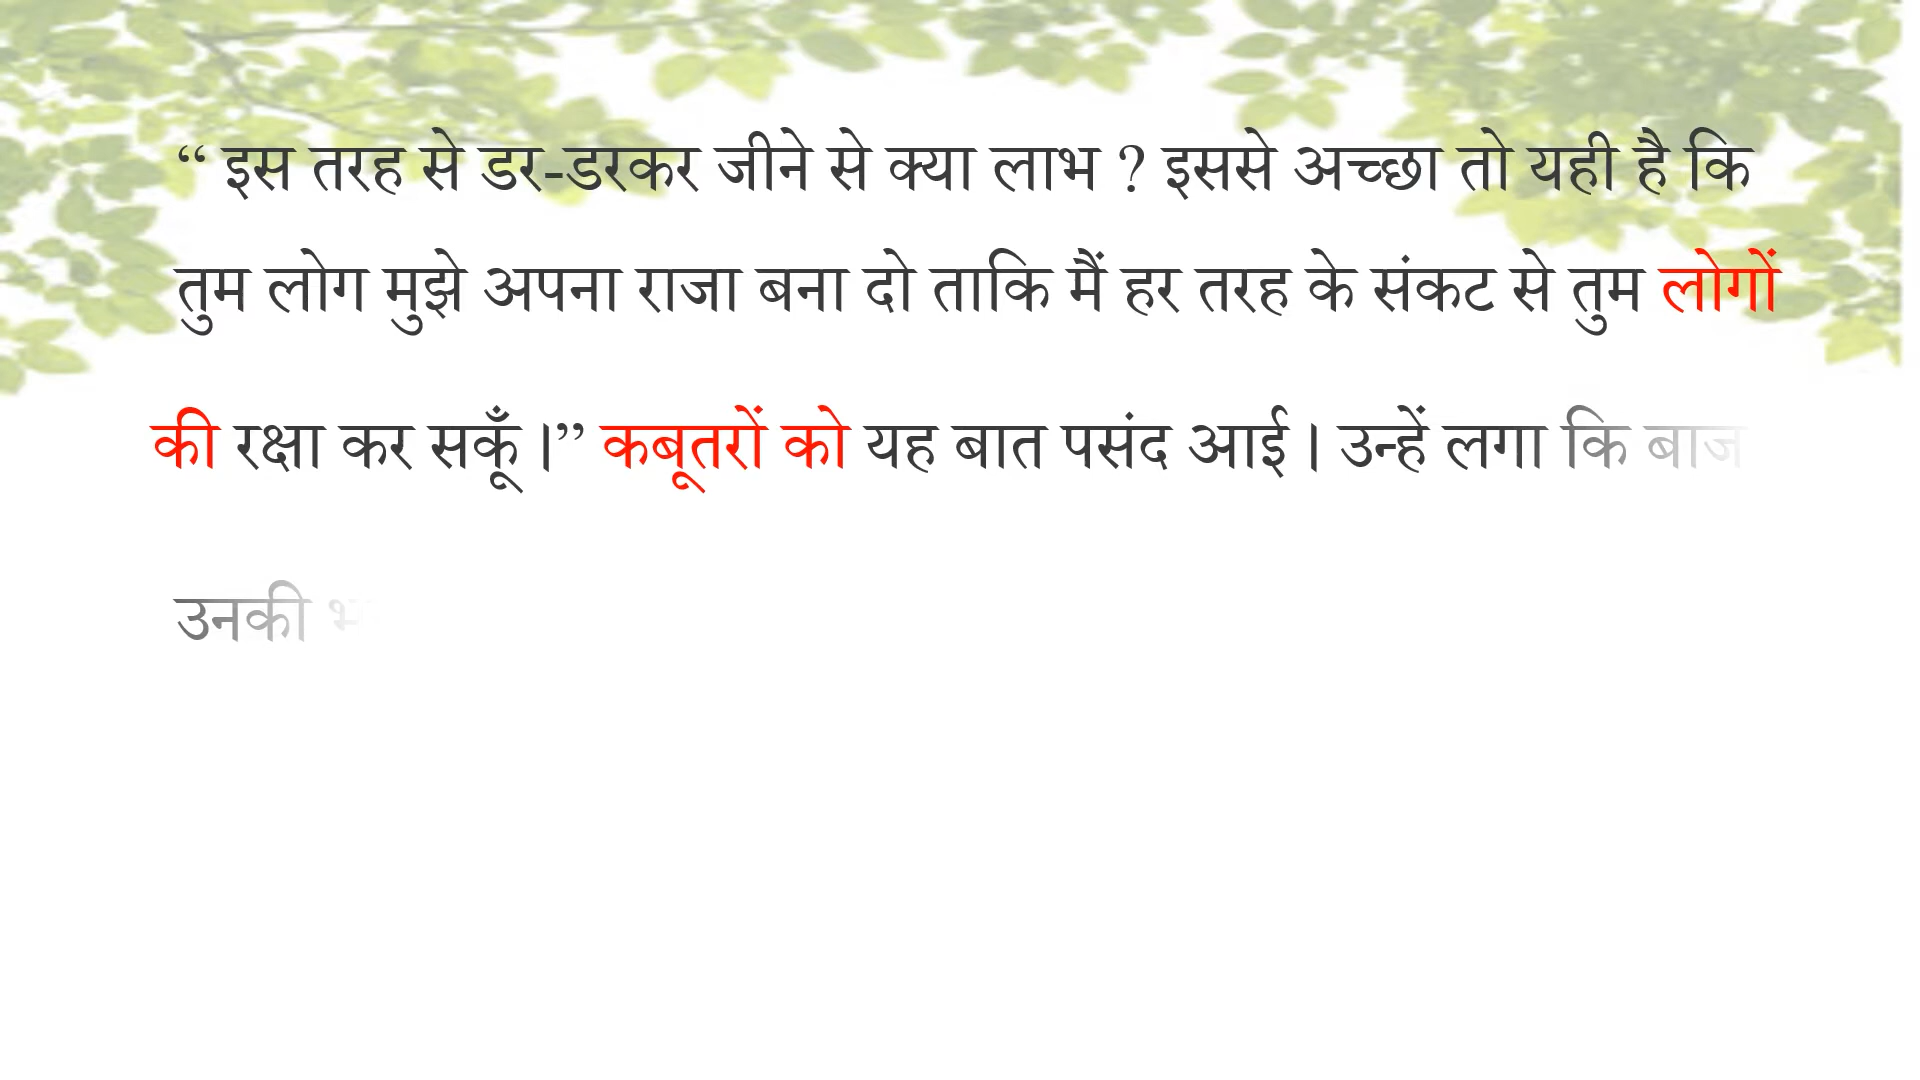 “ इस तरह से डर-डरकर जीने से क्या लाभ ? इससे अच्छा तो यही है कि
तुम लोग मुझे अपना राजा बना दो ताकि मैं हर तरह के संकट से तुम लोगों
की रक्षा कर सकूँ ।” कबूतरों को यह बात पसंद आई । उन्हें लगा कि बाज
उनकी